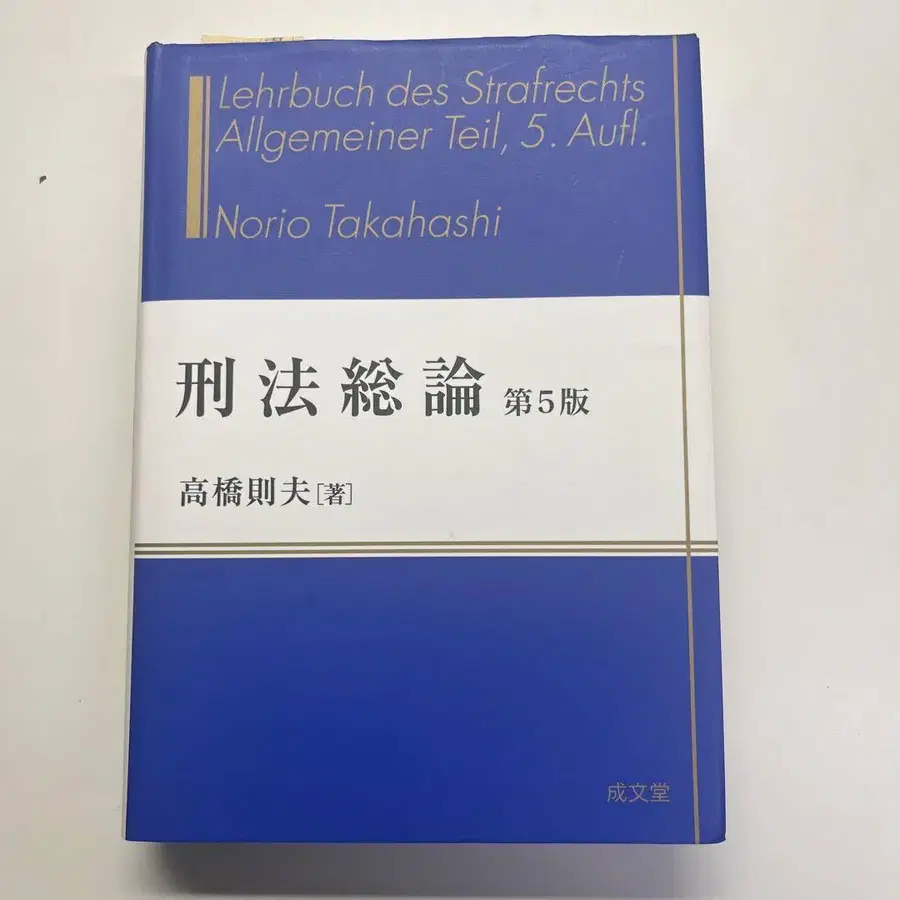 Lehrbuch des Strafrechts
Allgemeiner Teil, 5. Aufl.
Norio Takahashi
刑法総論 第5版
高橋則夫[著]
成文堂